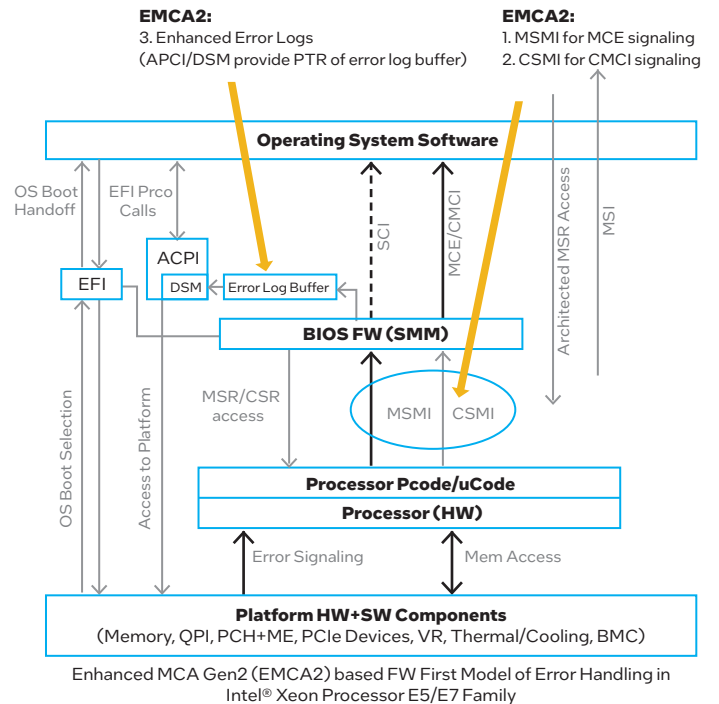 EMCA2:
3. Enhanced Error Logs
(APCI/DSM provide PTR of error log buffer)
EMCA2:
1. MSMI for MCE signaling
2. CSMI for CMCI signaling
Operating System Software
OS Boot
Handoff
EFI Prco
Calls
SCI
MCE/CMCI
Architected MSR Access
MSI
ACPI
EFI
DSM
Error Log Buffer
BIOS FW (SMM)
MSR/CSR
access
MSMI
CSMI
OS Boot Selection
Access to Platform
Processor Pcode/uCode
Processor (HW)
Error Signaling
Mem Access
Platform HW+SW Components
(Memory, QPI, PCH+ME, PCIe Devices, VR, Thermal/Cooling, BMC)
Enhanced MCA Gen2 (EMCA2) based FW First Model of Error Handling in
Intel® Xeon Processor E5/E7 Family